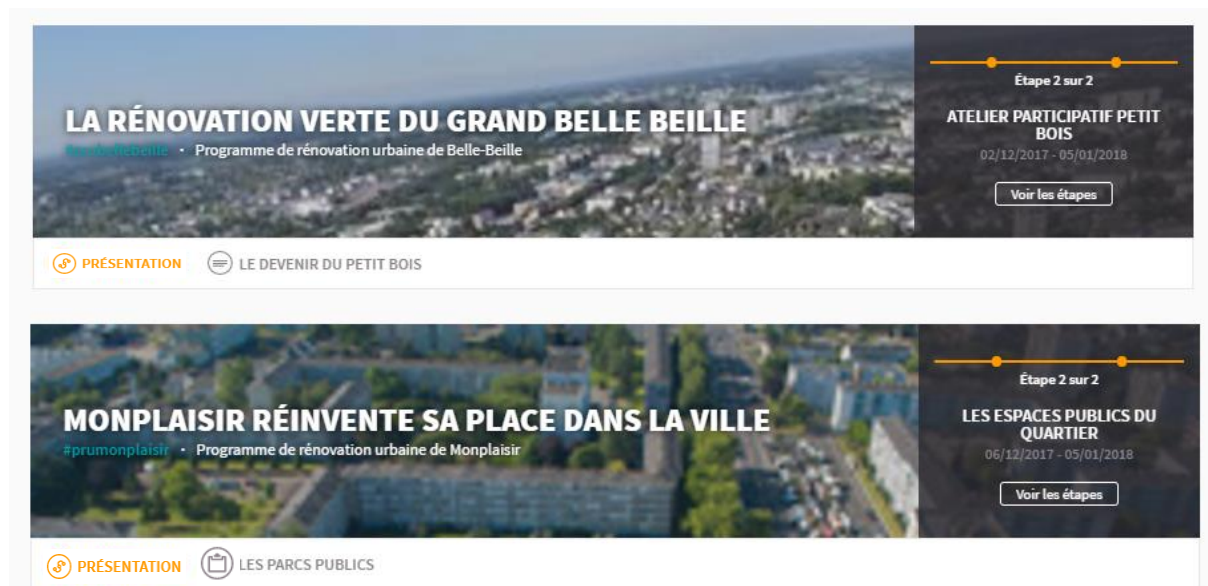 LA RÉNOVATION VERTE DU GRAND BELLE BEILLE
#prubellebeille • Programme de rénovation urbaine de Belle-Beille
Étape 2 sur 2
ATELIER PARTICIPATIF PETIT
BOIS
02/12/2017 - 05/01/2018
Voir les étapes
PRÉSENTATION
LE DEVENIR DU PETIT BOIS
MONPLAISIR RÉINVENTE SA PLACE DANS LA VILLE
#prumonplaisir • Programme de rénovation urbaine de Monplaisir
Étape 2 sur 2
LES ESPACES PUBLICS DU
QUARTIER
06/12/2017 - 05/01/2018
Voir les étapes
PRÉSENTATION
LES PARCS PUBLICS